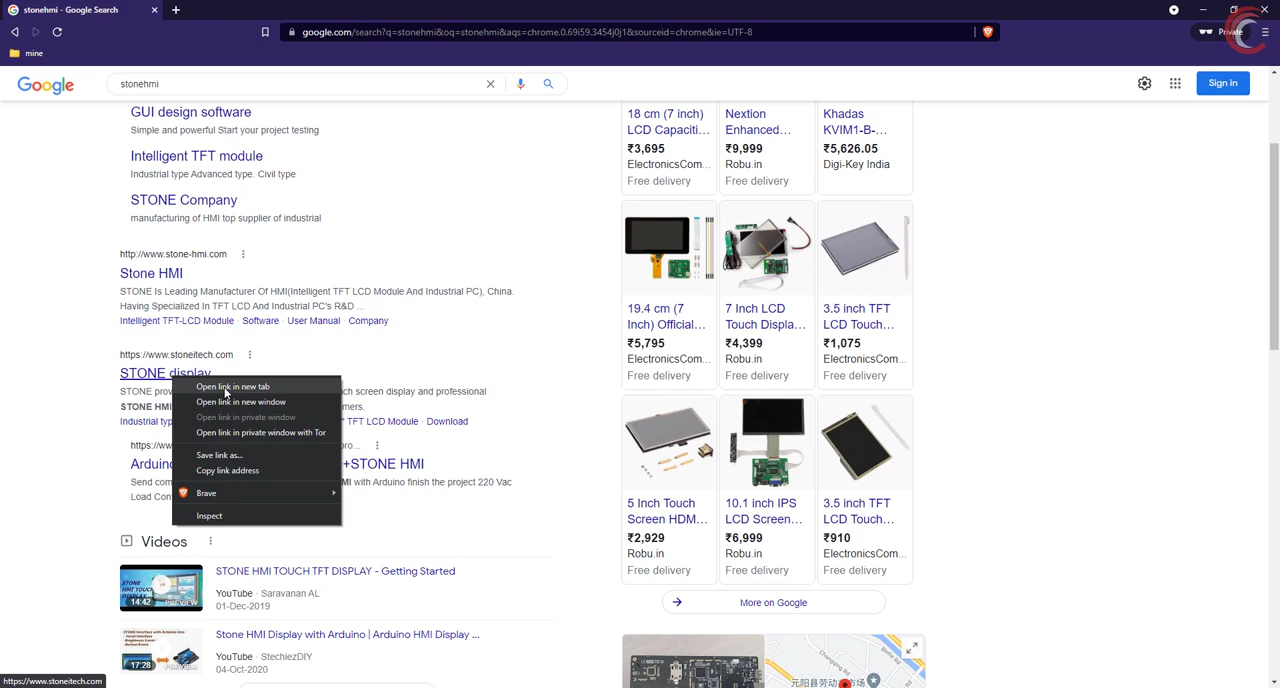 stonehmi - Google Search
google.com/search?q=stonehmi&oq=stonehmi&aqs=chrome.0.69i59.3454j0j1&sourceid=chrome&ie=UTF-8
Private
mine
Google
stonehmi
Sign in
GUI design software
Simple and powerful Start your project testing
Intelligent TFT module
Industrial type Advanced type. Civil type
STONE Company
manufacturing of HMI top supplier of industrial
http://www.stone-hmi.com
Stone HMI
STONE Is Leading Manufacturer Of HMI(Intelligent TFT LCD Module And Industrial PC), China.
Having Specialized In TFT LCD And Industrial PC's R&D ...
Intelligent TFT-LCD Module · Software · User Manual · Company
https://www.stoneitech.com
STONE display
STONE prov
ch screen display and professional
STONE HMI
mers.
Industrial typ
TFT LCD Module · Download
https://ww
pro...
Arduin
+STONE HMI
Send com
MI with Arduino finish the project 220 Vac
Load Con
Open link in new tab
Open link in new window
Open link in private window
Open link in private window with Tor
Save link as...
Copy link address
Brave
Inspect
Videos
STONE HMI TOUCH TFT DISPLAY - Getting Started
YouTube · Saravanan AL
01-Dec-2019
14:42
PREVIEW
Stone HMI Display with Arduino | Arduino HMI Display ...
YouTube · StechiezDIY
04-Oct-2020
17:28
PREVIEW
18 cm (7 inch)
LCD Capaciti...
₹3,695
ElectronicsCom...
Free delivery
Nextion
Enhanced...
₹9,999
Robu.in
Free delivery
Khadas
KVIM1-B-...
₹5,626.05
Digi-Key India
19.4 cm (7
Inch) Official...
₹5,795
ElectronicsCom...
Free delivery
7 Inch LCD
Touch Displa...
₹4,399
Robu.in
Free delivery
3.5 inch TFT
LCD Touch...
₹1,075
ElectronicsCom...
Free delivery
5 Inch Touch
Screen HDM...
₹2,929
Robu.in
Free delivery
10.1 inch IPS
LCD Screen...
₹6,999
Robu.in
Free delivery
3.5 inch TFT
LCD Touch...
₹910
ElectronicsCom...
Free delivery
More on Google
https://www.stoneitech.com